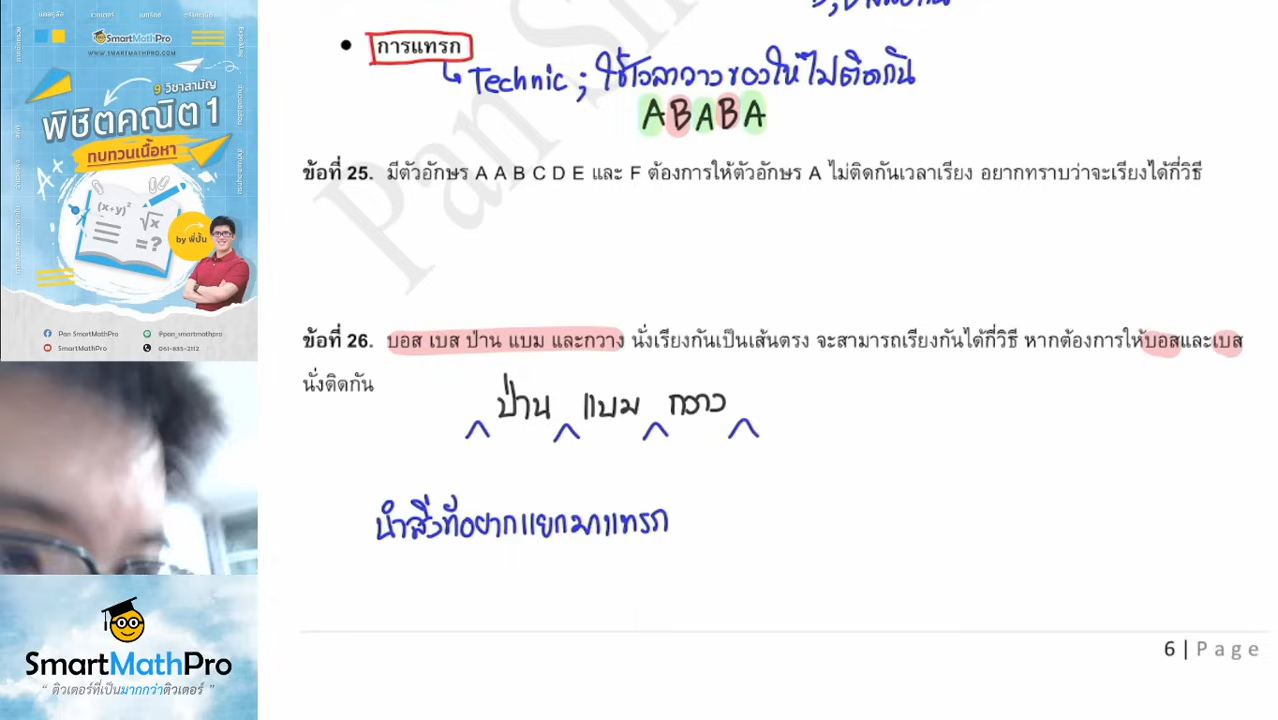 SmartMathPro
WWW.SMARTMATHPRO.COM
9 วิชาสามัญ
พิชิตคณิต 1
ทบทวนเนื้อหา
A+
(x+y)²
√x
=?
by พี่ปั้น
Pan SmartMathPro
@pan_smartmathpro
SmartMathPro
061-835-2112
SmartMathPro
“ ติวเตอร์ที่เป็นมากกว่าติวเตอร์ ”
• การแทรก
Technic ; ใช้เวลาวางของให้ไม่ติดกัน
A B A B A
ข้อที่ 25. มีตัวอักษร A A B C D E และ F ต้องการให้ตัวอักษร A ไม่ติดกันเวลาเรียง อยากทราบว่าจะเรียงได้กี่วิธี
ข้อที่ 26. บอส เบส ป่าน แบม และกวาง นั่งเรียงกันเป็นเส้นตรง จะสามารถเรียงกันได้กี่วิธี หากต้องการให้บอสและเบส
นั่งติดกัน
ป่าน แบม กวาง
นำสิ่งที่อยากแยกมาแทรก
6 | Page